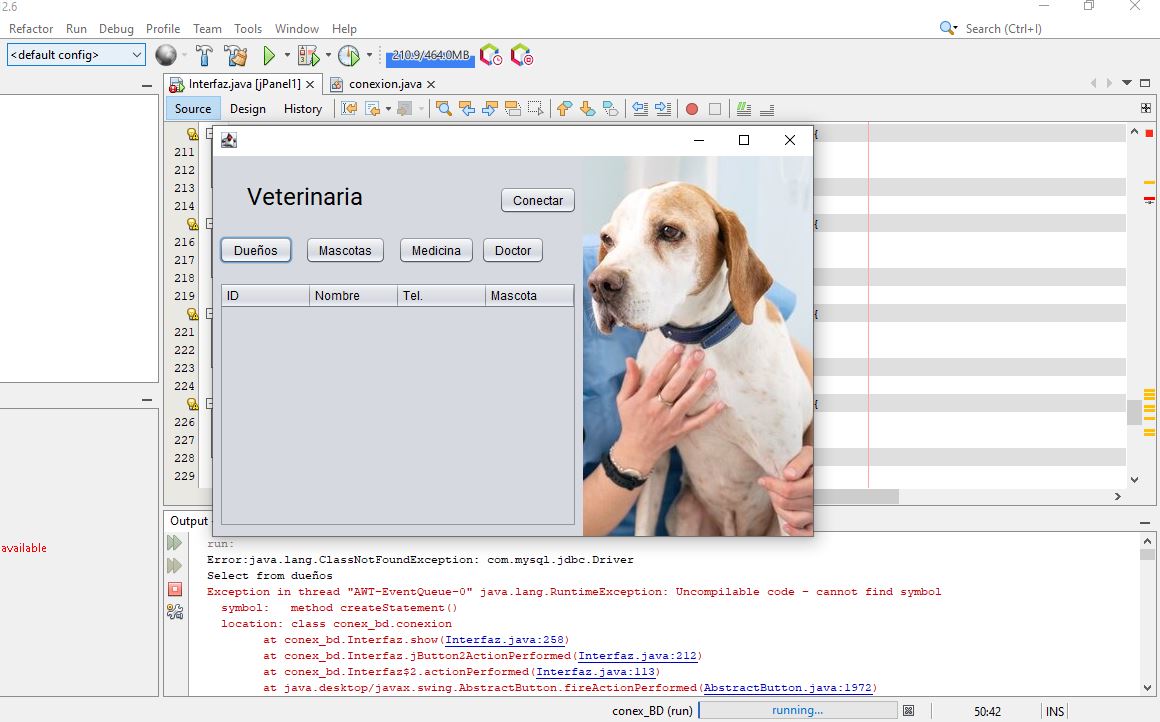 2.6
Refactor Run Debug Profile Team Tools Window Help
Search (Ctrl+I)
<default config>
210.9/464.0MB
Interfaz.java [jPanel1]
conexion.java
Source Design History
{
211
212
213
214
{
216
217
218
219
{
221
222
223
224
{
226
227
228
229
Veterinaria
Conectar
Dueños Mascotas Medicina Doctor
ID Nombre Tel. Mascota
available
Output -
run:
Error:java.lang.ClassNotFoundException: com.mysql.jdbc.Driver
Select from dueños
Exception in thread "AWT-EventQueue-0" java.lang.RuntimeException: Uncompilable code - cannot find symbol
symbol: method createStatement()
location: class conex_bd.conexion
at conex_bd.Interfaz.show(Interfaz.java:258)
at conex_bd.Interfaz.jButton2ActionPerformed(Interfaz.java:212)
at conex_bd.Interfaz$2.actionPerformed(Interfaz.java:113)
at java.desktop/javax.swing.AbstractButton.fireActionPerformed(AbstractButton.java:1972)
conex_BD (run) running... 50:42 INS